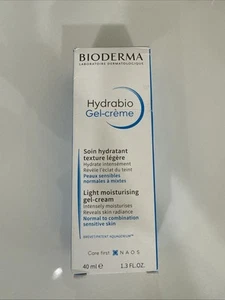 BIODERMA
LABORATOIRE DERMATOLOGIQUE
Hydrabio
Gel-crème
Soin hydratant
texture légère
Hydrate intensément
Révèle l'éclat du teint
Peaux sensibles
normales à mixtes
Light moisturising
gel-cream
Intensely moisturises
Reveals skin radiance
Normal to combination
sensitive skin
Care first NAOS
40 ml ℮ 1.3 FL.OZ.